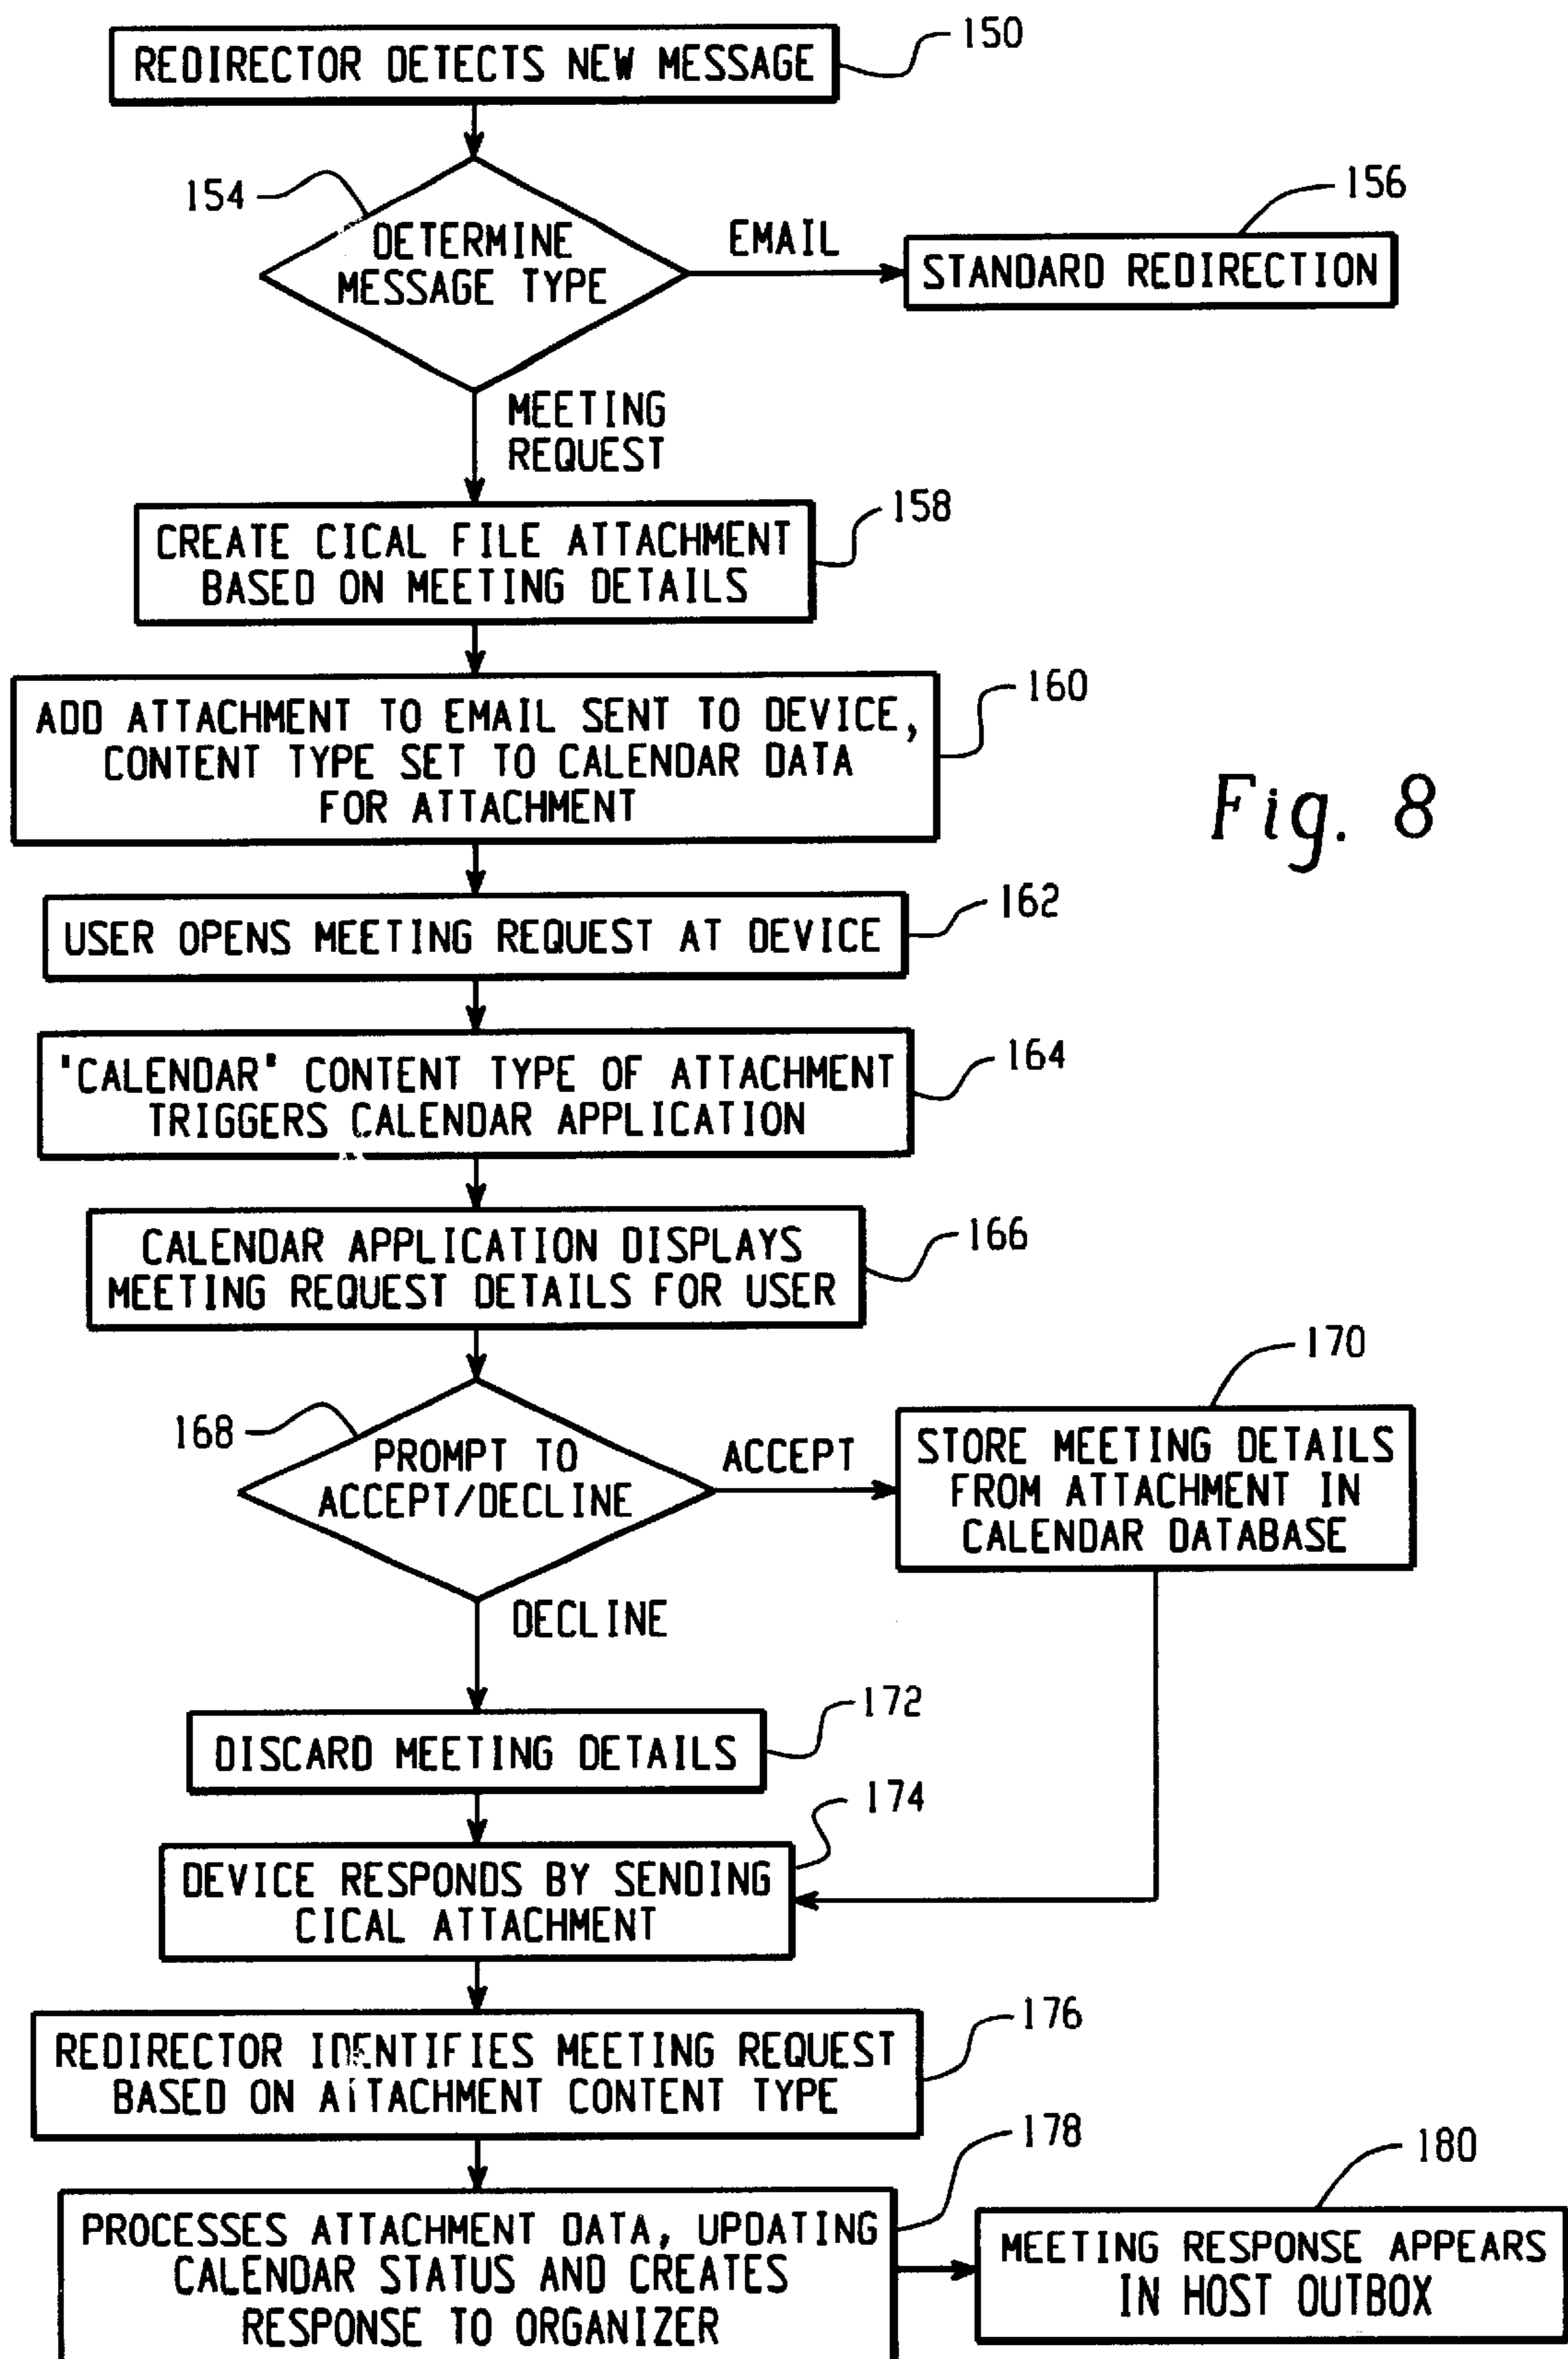 REDIRECTOR DETECTS NEW MESSAGE
150
154
DETERMINE
MESSAGE TYPE
EMAIL
156
STANDARD REDIRECTION
MEETING
REQUEST
158
CREATE CICAL FILE ATTACHMENT
BASED ON MEETING DETAILS
160
ADD ATTACHMENT TO EMAIL SENT TO DEVICE,
CONTENT TYPE SET TO CALENDAR DATA
FOR ATTACHMENT
Fig. 8
162
USER OPENS MEETING REQUEST AT DEVICE
164
"CALENDAR" CONTENT TYPE OF ATTACHMENT
TRIGGERS CALENDAR APPLICATION
166
CALENDAR APPLICATION DISPLAYS
MEETING REQUEST DETAILS FOR USER
168
PROMPT TO
ACCEPT/DECLINE
ACCEPT
170
STORE MEETING DETAILS
FROM ATTACHMENT IN
CALENDAR DATABASE
DECLINE
172
DISCARD MEETING DETAILS
174
DEVICE RESPONDS BY SENDING
CICAL ATTACHMENT
176
REDIRECTOR IDENTIFIES MEETING REQUEST
BASED ON ATTACHMENT CONTENT TYPE
178
PROCESSES ATTACHMENT DATA, UPDATING
CALENDAR STATUS AND CREATES
RESPONSE TO ORGANIZER
180
MEETING RESPONSE APPEARS
IN HOST OUTBOX